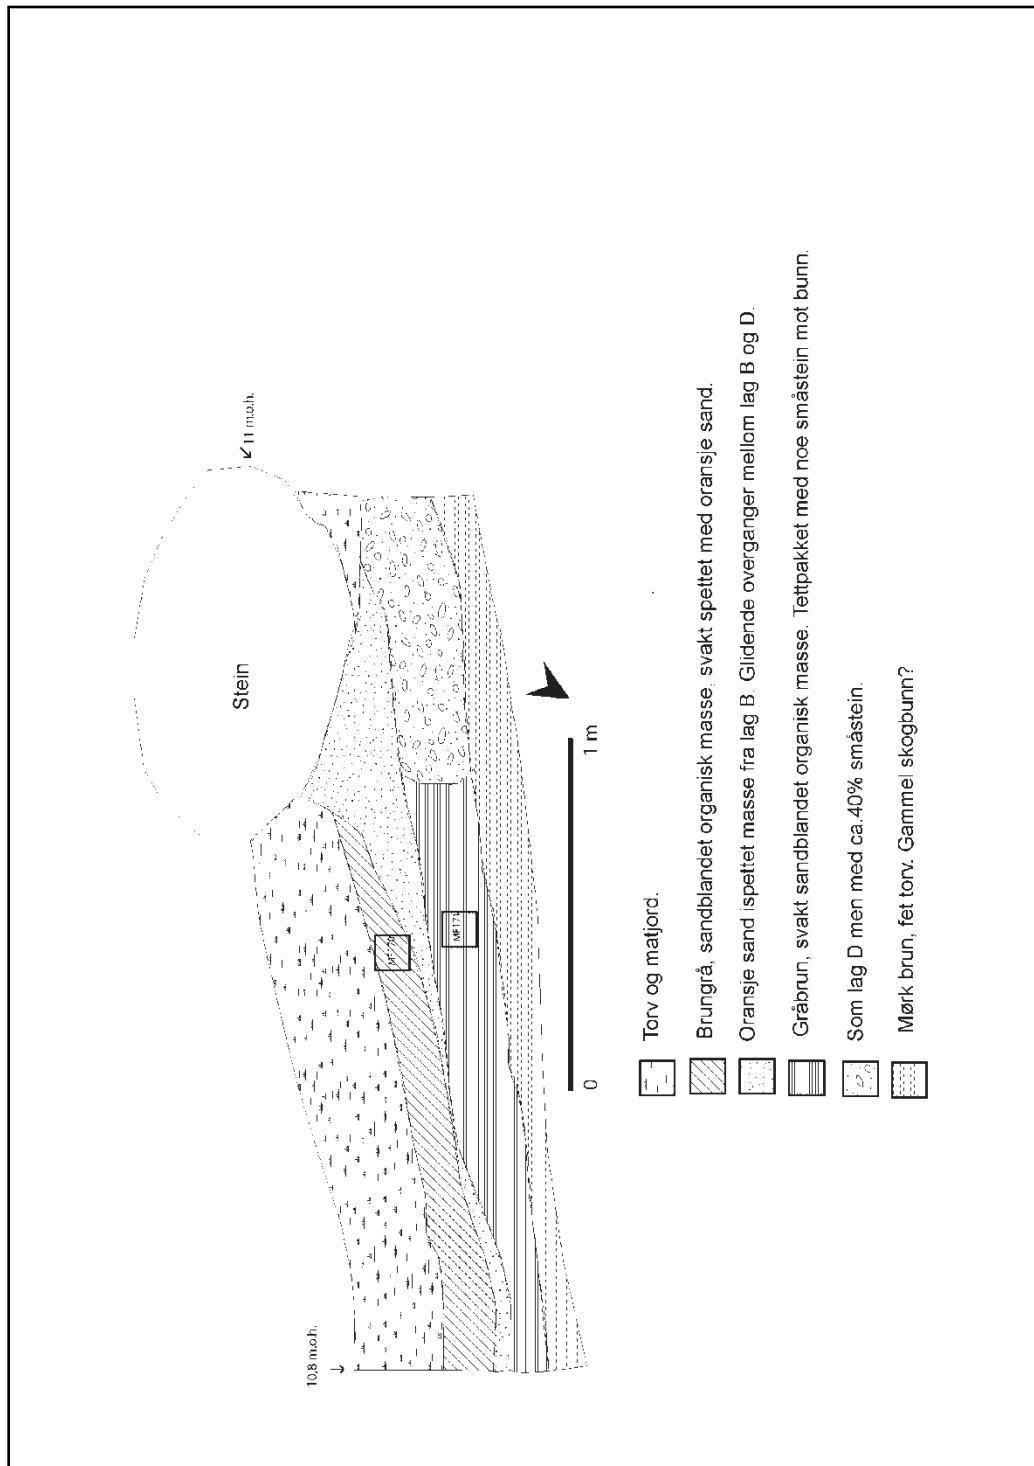 11 m.o.h.
Stein
10,8 m.o.h.
MF171
0
1 m
Torv og matjord.
Brungrå, sandblandet organisk masse, svakt spettet med oransje sand.
Oransje sand ispettet masse fra lag B. Glidende overganger mellom lag B og D.
Gråbrun, svakt sandblandet organisk masse. Tettpakket med noe småstein mot bunn.
Som lag D men med ca.40% småstein.
Mørk brun, fet torv. Gammel skogbunn?